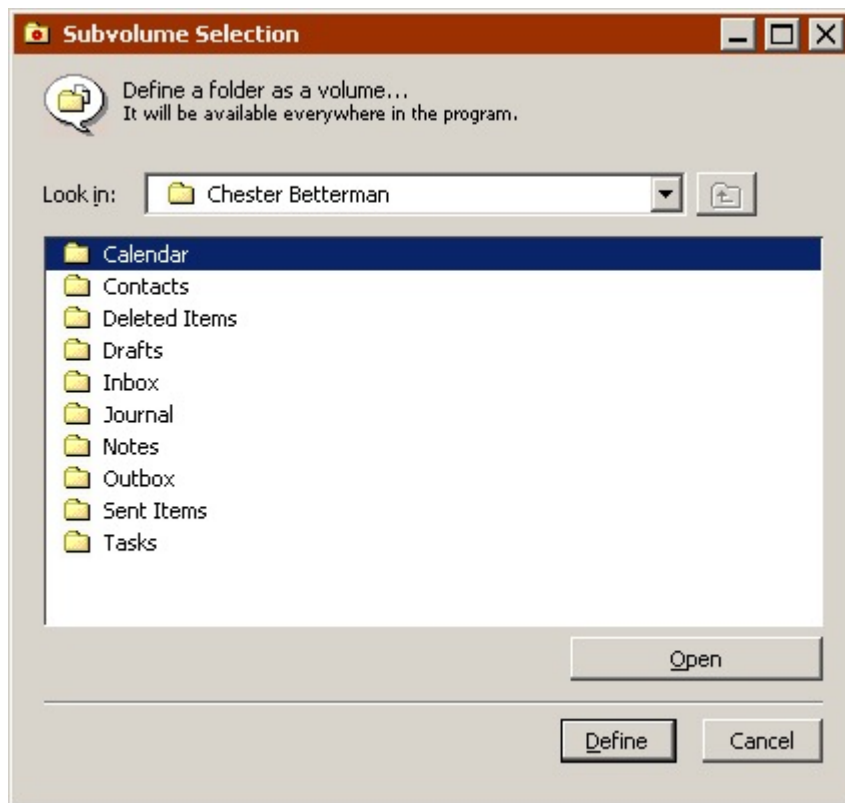 Subvolume Selection
Define a folder as a volume...
It will be available everywhere in the program.
Look in: Chester Betterman
Calendar
Contacts
Deleted Items
Drafts
Inbox
Journal
Notes
Outbox
Sent Items
Tasks
Open
Define Cancel